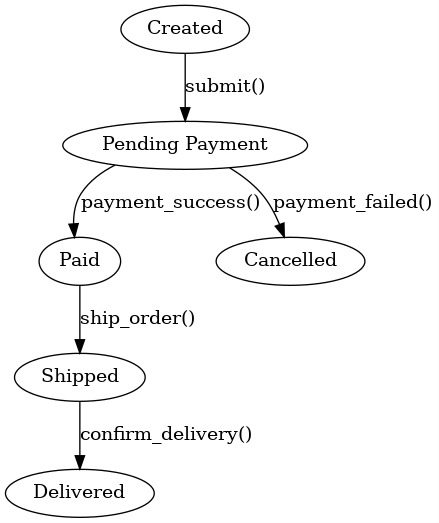 Created
submit()
Pending Payment
payment_success()
payment_failed()
Paid
Cancelled
ship_order()
Shipped
confirm_delivery()
Delivered